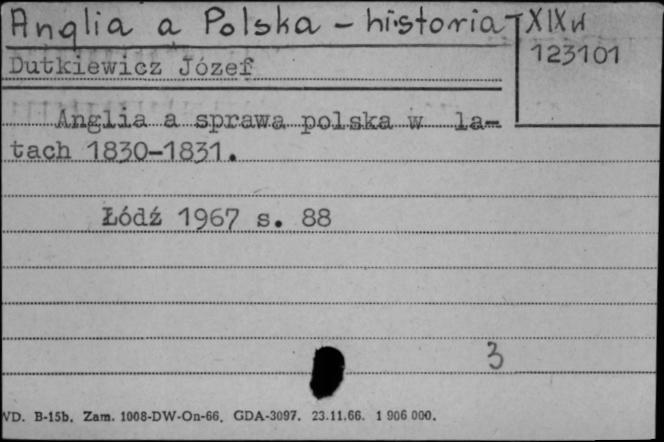 Anglia a Polska - historia XIXw
123101
Dutkiewicz Józef
Anglia a sprawa polska w la-
tach 1830-1831.
Łódź 1967 s. 88
3
WD. B-15b. Zam. 1008-DW-On-66. GDA-3097. 23.11.66. 1 906 000.